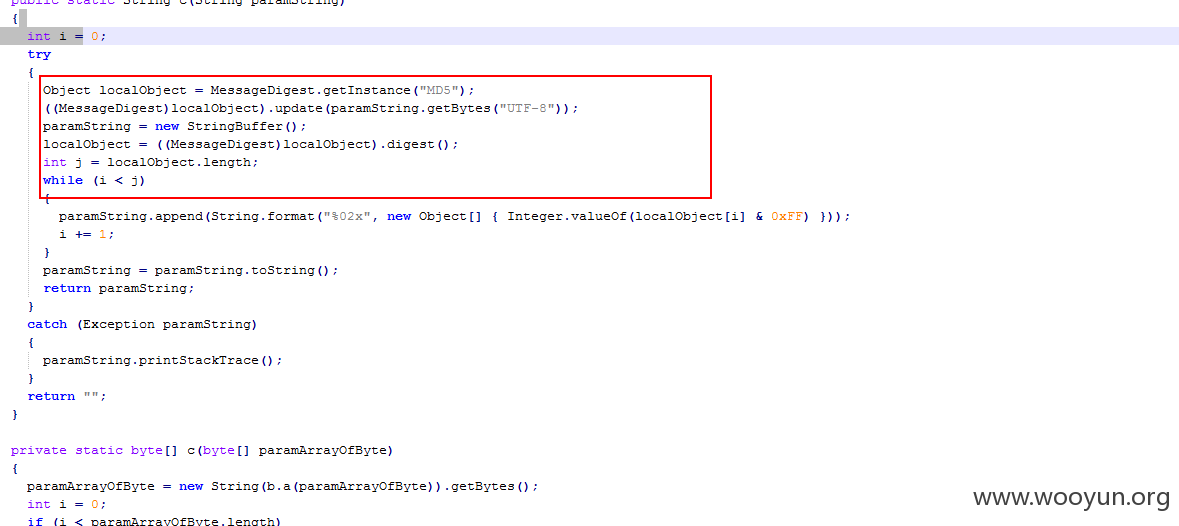 public static String c(String paramString)
{
int i = 0;
try
{
Object localObject = MessageDigest.getInstance("MD5");
((MessageDigest)localObject).update(paramString.getBytes("UTF-8"));
paramString = new StringBuffer();
localObject = ((MessageDigest)localObject).digest();
int j = localObject.length;
while (i < j)
{
paramString.append(String.format("%02x", new Object[] { Integer.valueOf(localObject[i] & 0xFF) }));
i += 1;
}
paramString = paramString.toString();
return paramString;
}
catch (Exception paramString)
{
paramString.printStackTrace();
}
return "";
}
private static byte[] c(byte[] paramArrayOfByte)
{
paramArrayOfByte = new String(b.a(paramArrayOfByte)).getBytes();
int i = 0;
if (i < paramArrayOfByte.length)
www.wooyun.org